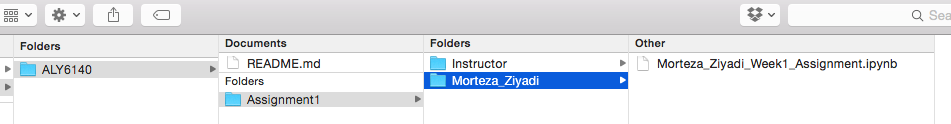 Sea
Folders
ALY6140
Documents
README.md
Folders
Assignment1
Folders
Instructor
Morteza_Ziyadi
Other
Morteza_Ziyadi_Week1_Assignment.ipynb